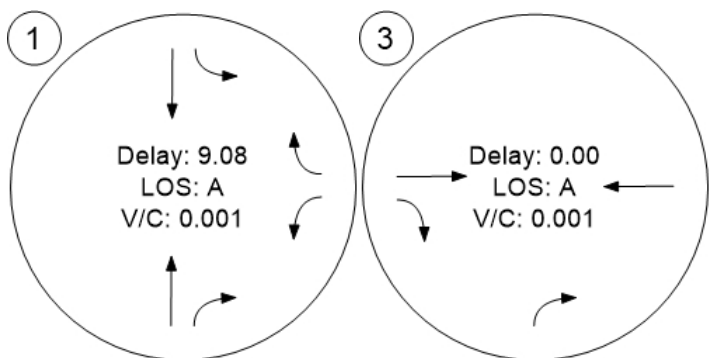 1
Delay: 9.08
LOS: A
V/C: 0.001
3
Delay: 0.00
LOS: A
V/C: 0.001